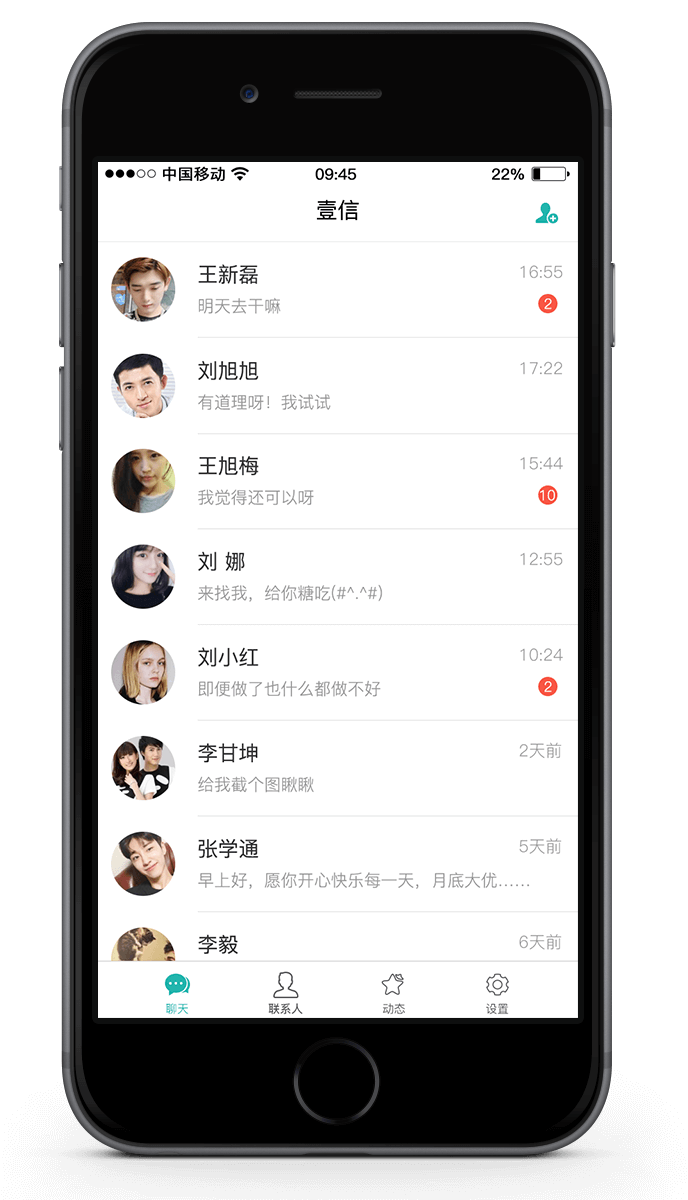 中国移动 09:45 22%
壹信
王新磊 16:55
明天去干嘛 2
刘旭旭 17:22
有道理呀！我试试
王旭梅 15:44
我觉得还可以呀 10
刘 娜 12:55
来找我，给你糖吃(#^.^#)
刘小红 10:24
即便做了也什么都做不好 2
李甘坤 2天前
给我截个图瞅瞅
张学通 5天前
早上好，愿你开心快乐每一天，月底大优……
李毅 6天前
聊天 联系人 动态 设置